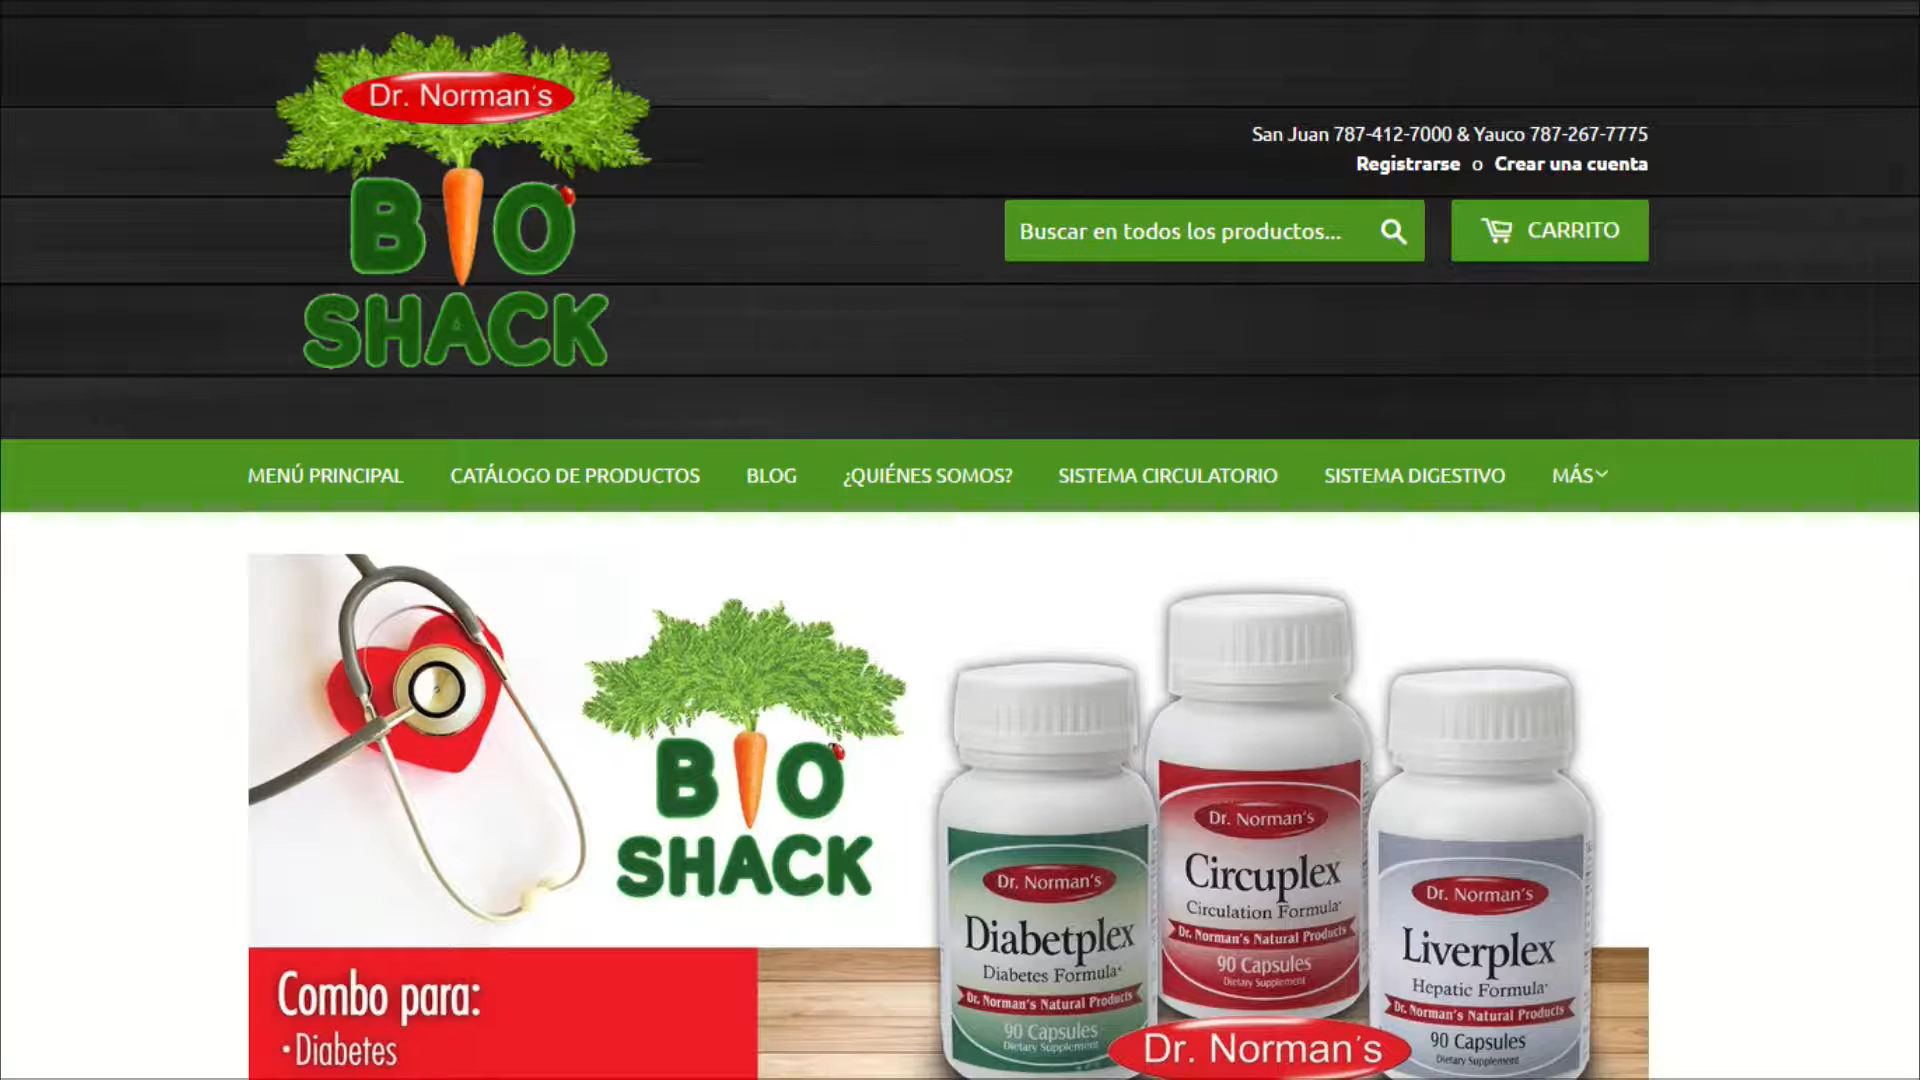 Dr. Norman's
BIO
SHACK
San Juan 787-412-7000 & Yauco 787-267-7775
Registrarse o Crear una cuenta
Buscar en todos los productos...
CARRITO
MENÚ PRINCIPAL
CATÁLOGO DE PRODUCTOS
BLOG
¿QUIÉNES SOMOS?
SISTEMA CIRCULATORIO
SISTEMA DIGESTIVO
MÁS
BIO
SHACK
Combo para:
· Diabetes
Dr. Norman's
Diabetplex
Diabetes Formula
Dr. Norman's Natural Products
90 Capsules
Dietary Supplement
Dr. Norman's
Circuplex
Circulation Formula
Dr. Norman's Natural Products
90 Capsules
Dietary Supplement
Dr. Norman's
Liverplex
Hepatic Formula
Dr. Norman's Natural Products
90 Capsules
Dietary Supplement
Dr. Norman's